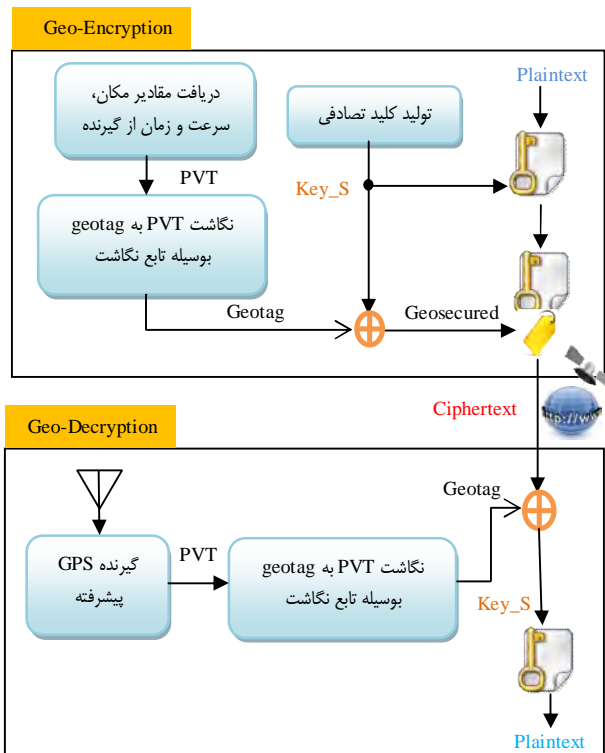 Geo-Encryption
دریافت مقادیر مکان،
سرعت و زمان از گیرنده
تولید کلید تصادفی
Plaintext
PVT
Key_S
نگاشت PVT به geotag
بوسیله تابع نگاشت
Geotag
Geosecured
Ciphertext
http://ww
Geo-Decryption
Geotag
گیرنده GPS
پیشرفته
PVT
نگاشت PVT به geotag
بوسیله تابع نگاشت
Key_S
Plaintext